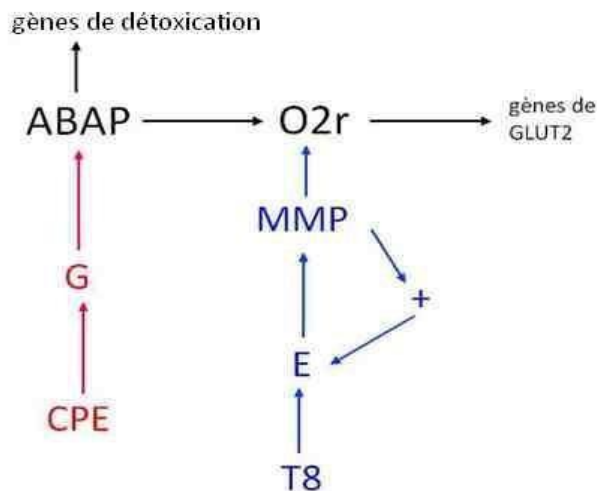 gènes de détoxication
ABAP
O2r
gènes de
GLUT2
MMP
G
+
E
CPE
T8